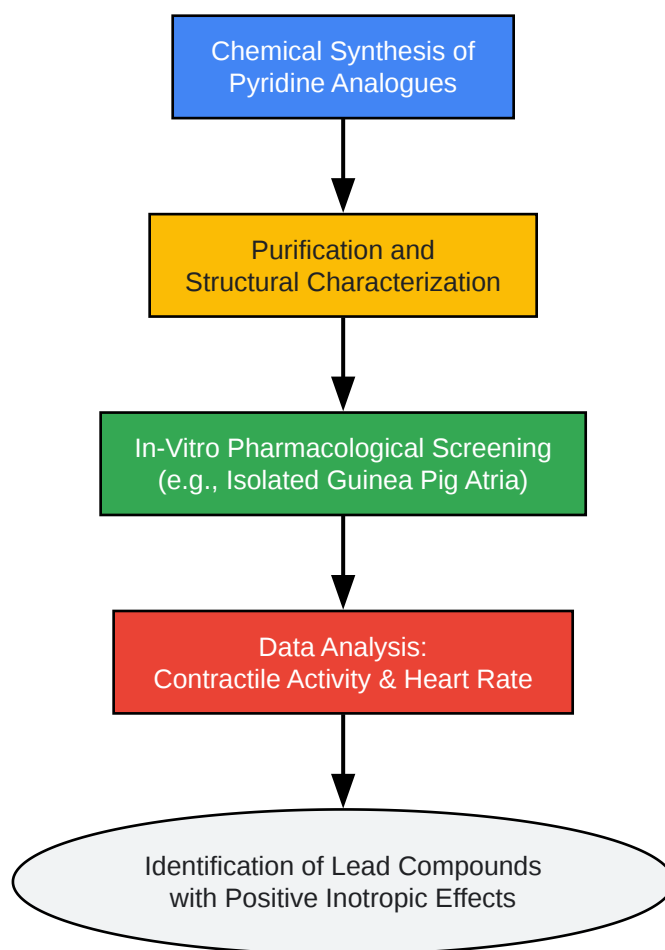 Chemical Synthesis of
Pyridine Analogues
Purification and
Structural Characterization
In-Vitro Pharmacological Screening
(e.g., Isolated Guinea Pig Atria)
Data Analysis:
Contractile Activity & Heart Rate
Identification of Lead Compounds
with Positive Inotropic Effects